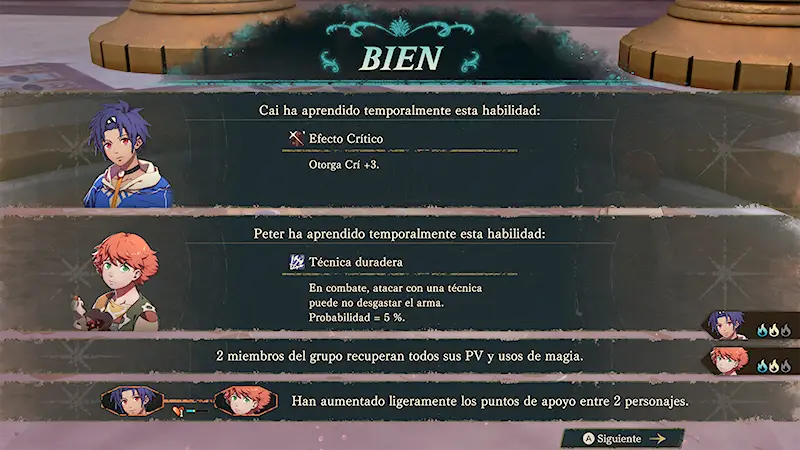 BIEN
Cai ha aprendido temporalmente esta habilidad:
Efecto Crítico
Otorga Crí +3.
Peter ha aprendido temporalmente esta habilidad:
Técnica duradera
En combate, atacar con una técnica
puede no desgastar el arma.
Probabilidad = 5 %.
2 miembros del grupo recuperan todos sus PV y usos de magia.
Han aumentado ligeramente los puntos de apoyo entre 2 personajes.
A Siguiente